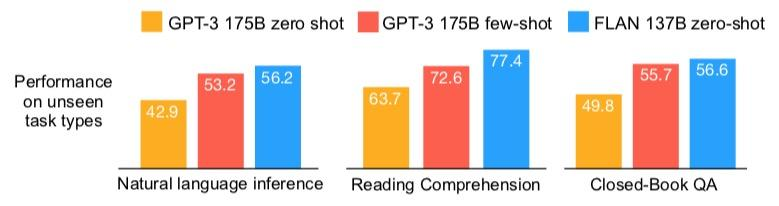 GPT-3 175B zero shot GPT-3 175B few-shot FLAN 137B zero-shot
Performance
on unseen
task types
42.9 53.2 56.2
63.7 72.6 77.4
49.8 55.7 56.6
Natural language inference Reading Comprehension Closed-Book QA